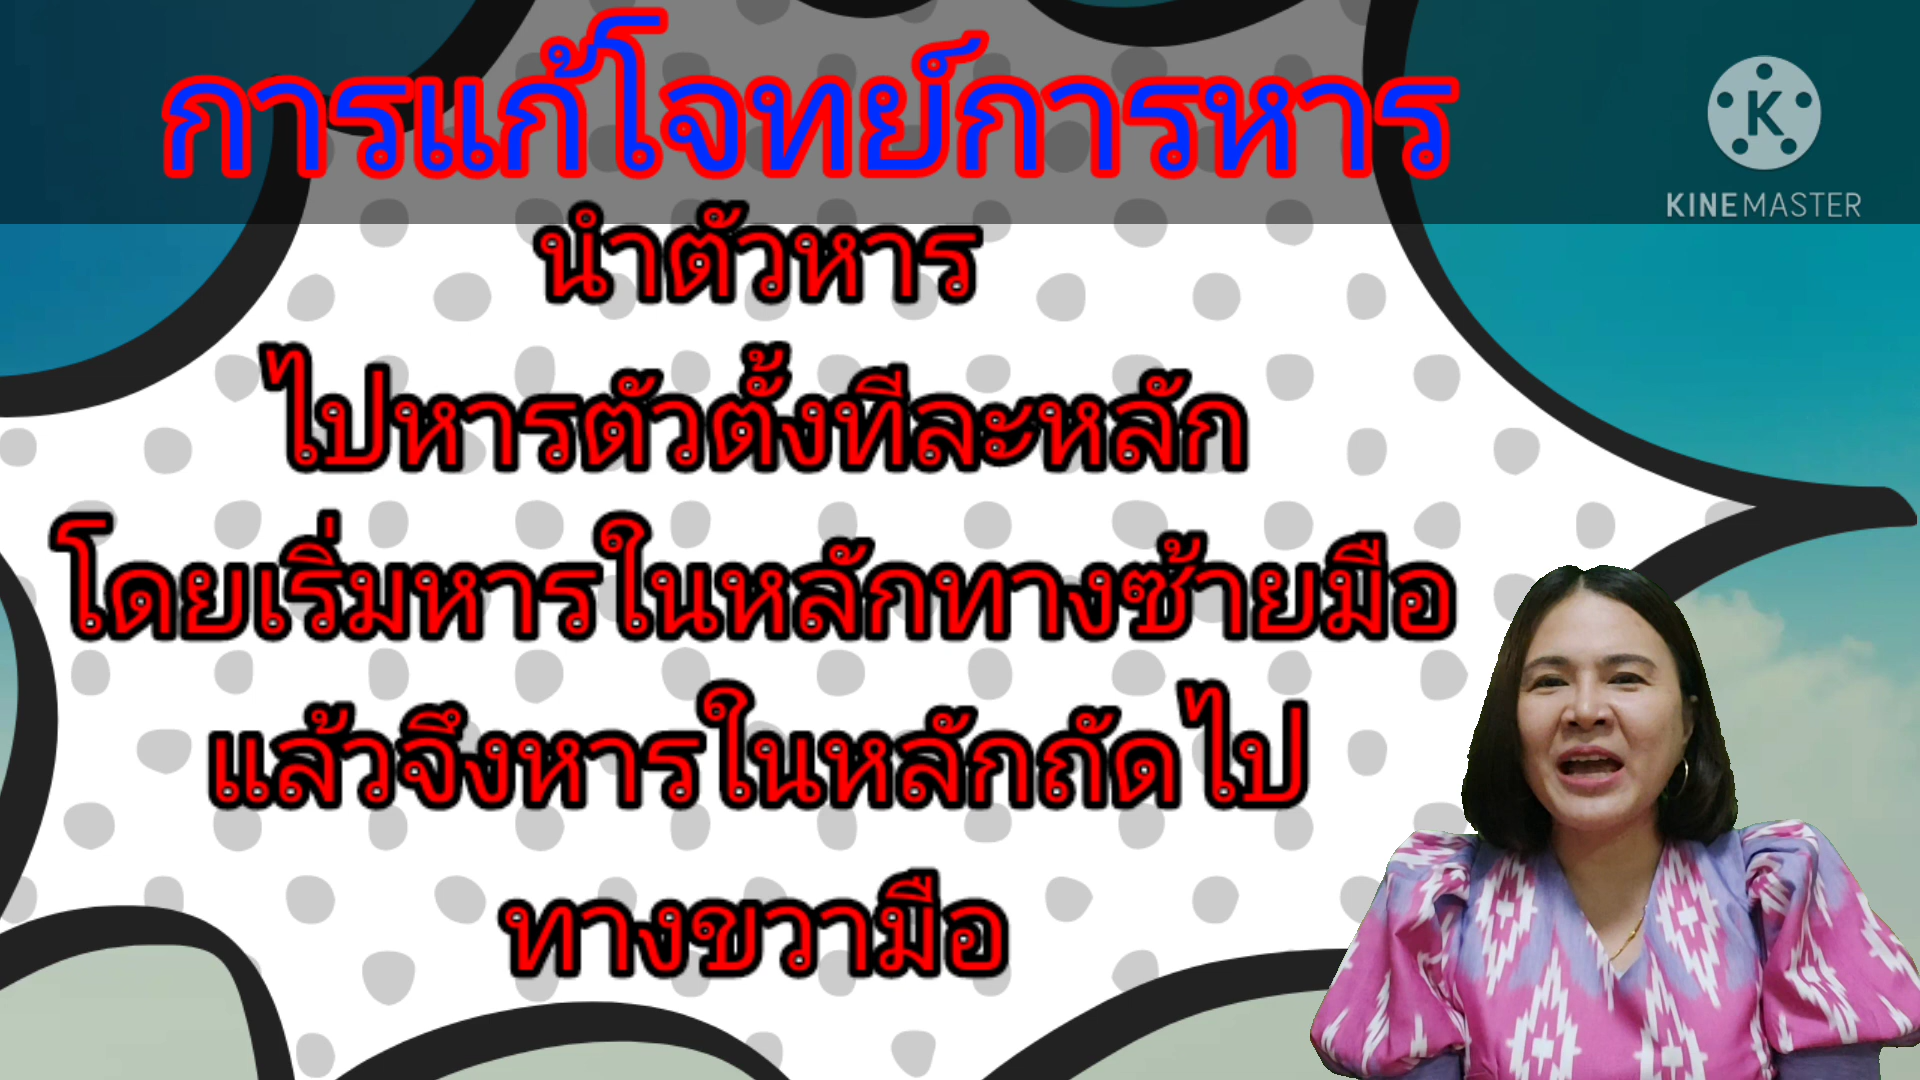 การแก้โจทย์การหาร
นำตัวหาร
ไปหารตัวตั้งทีละหลัก
โดยเริ่มหารในหลักทางซ้ายมือ
แล้วจึงหารในหลักถัดไป
ทางขวามือ
K
KINEMASTER